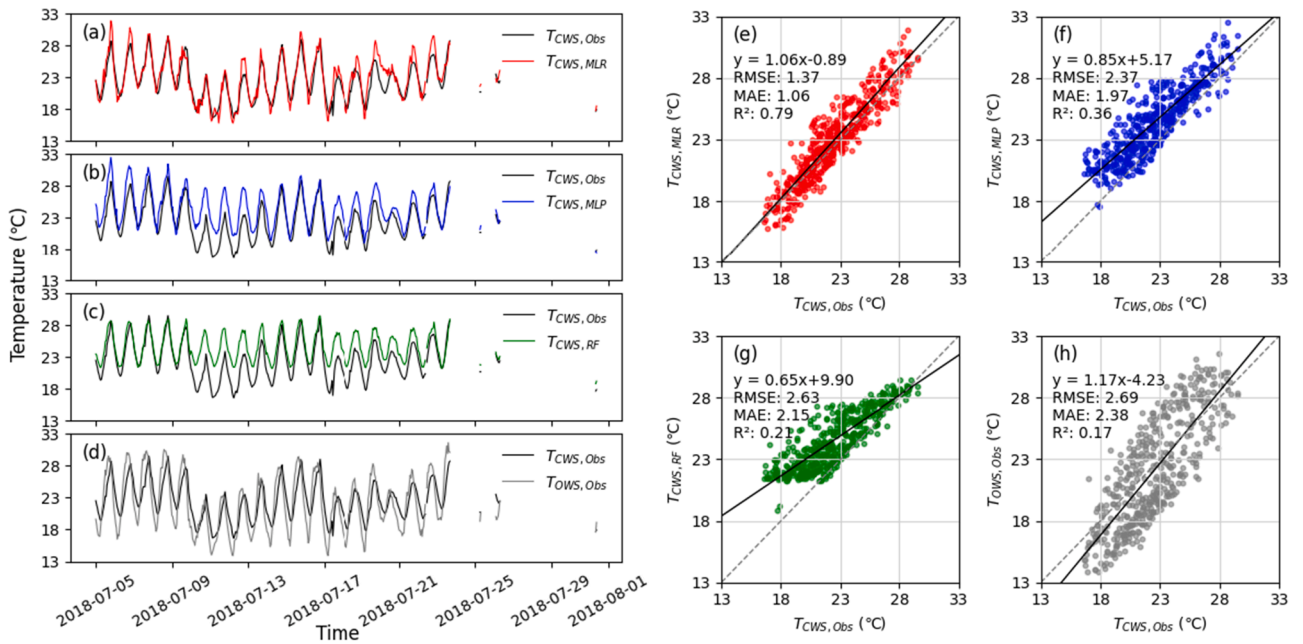 Temperature (°C)
33
28
23
18
13
(a)
T_CWS,Obs
T_CWS,MLR
33
28
23
18
13
(b)
T_CWS,Obs
T_CWS,MLP
33
28
23
18
13
(c)
T_CWS,Obs
T_CWS,RF
33
28
23
18
13
(d)
T_CWS,Obs
T_OWS,Obs
2018-07-05
2018-07-09
2018-07-13
2018-07-17
2018-07-21
2018-07-25
2018-07-29
2018-08-01
Time
(e)
y = 1.06x-0.89
RMSE: 1.37
MAE: 1.06
R²: 0.79
T_CWS,MLR (°C)
33
28
23
18
13
13 18 23 28 33
T_CWS,Obs (°C)
(f)
y = 0.85x+5.17
RMSE: 2.37
MAE: 1.97
R²: 0.36
T_CWS,MLP (°C)
33
28
23
18
13
13 18 23 28 33
T_CWS,Obs (°C)
(g)
y = 0.65x+9.90
RMSE: 2.63
MAE: 2.15
R²: 0.21
T_CWS,RF (°C)
33
28
23
18
13
13 18 23 28 33
T_CWS,Obs (°C)
(h)
y = 1.17x-4.23
RMSE: 2.69
MAE: 2.38
R²: 0.17
T_OWS,Obs (°C)
33
28
23
18
13
13 18 23 28 33
T_CWS,Obs (°C)